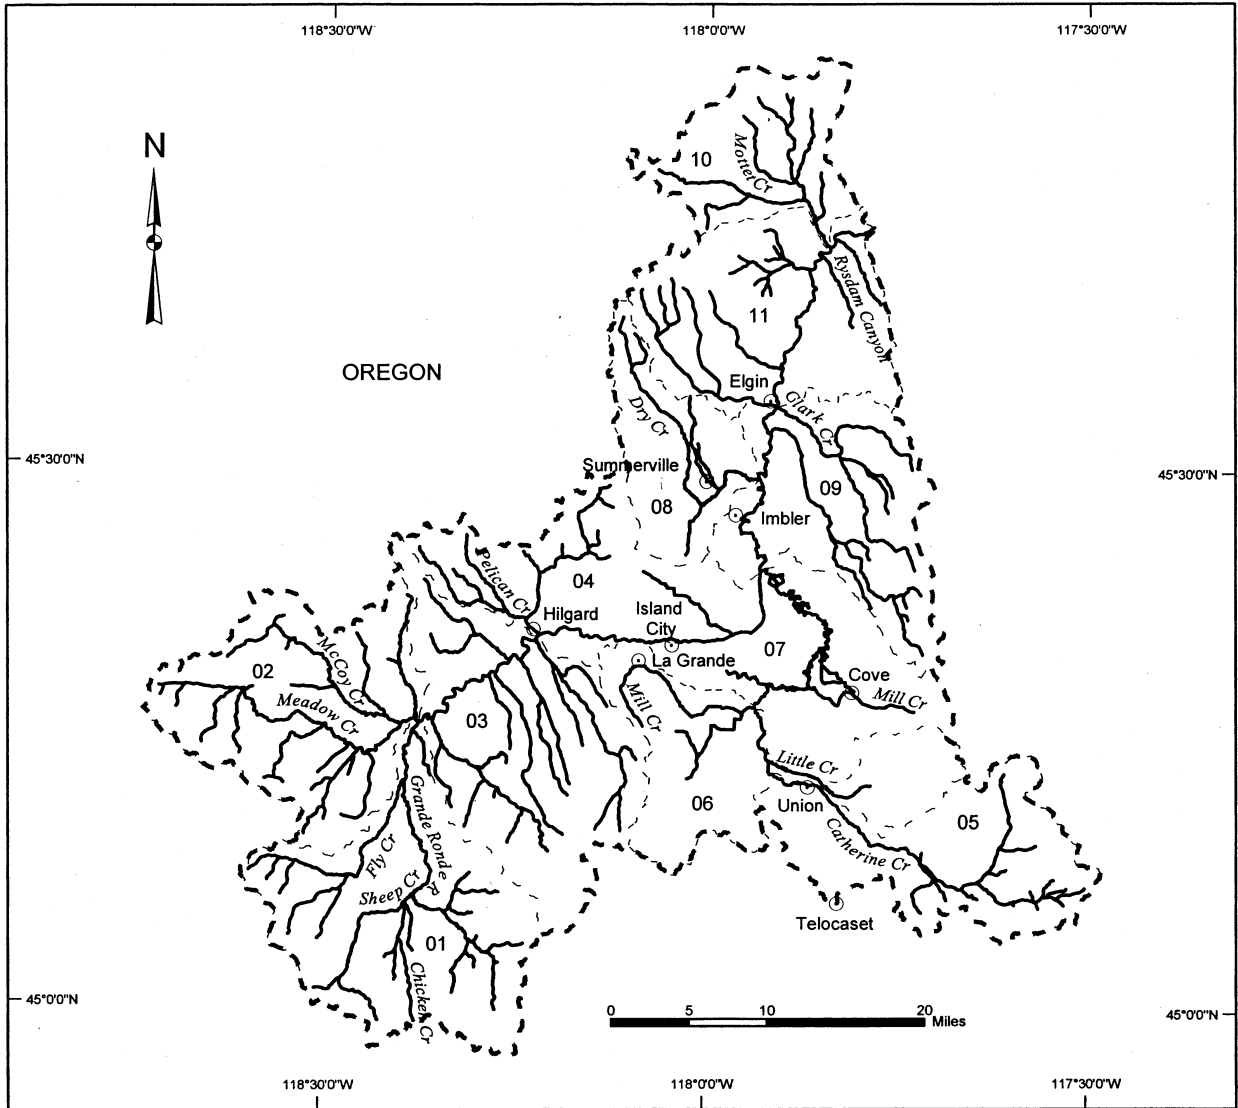 118°30'0"W
118°0'0"W
117°30'0"W
N
10
Mottet Cr
Rysdam Canyon
11
OREGON
Elgin
Clark Cr
Dry Cr
45°30'0"N
Summerville
45°30'0"N
09
08
Imbler
Pelican Cr
04
Hilgard
Island
City
07
La Grande
McCoy Cr
02
Cove
Mill Cr
Mill Cr
Meadow Cr
03
Little Cr
Union
06
Grande Ronde R
05
Catherine Cr
Fly Cr
Sheep Cr
Telocaset
01
Chicken Cr
45°0'0"N
0
5
10
20
Miles
45°0'0"N
118°30'0"W
118°0'0"W
117°30'0"W